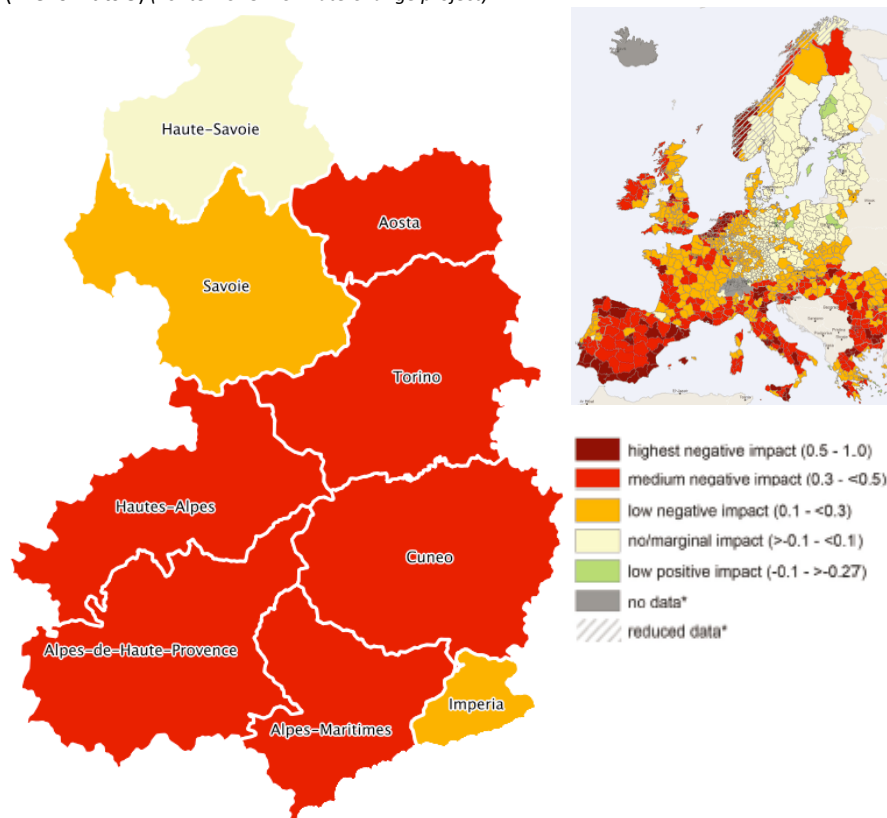 Haute-Savoie
Aosta
Savoie
Torino
Hautes-Alpes
Cuneo
Alpes-de-Haute-Provence
Imperia
Alpes-Maritimes
highest negative impact (0.5 - 1.0)
medium negative impact (0.3 - <0.5)
low negative impact (0.1 - <0.3)
no/marginal impact (>-0.1 - <0.1)
low positive impact (-0.1 - >-0.27)
no data*
reduced data*